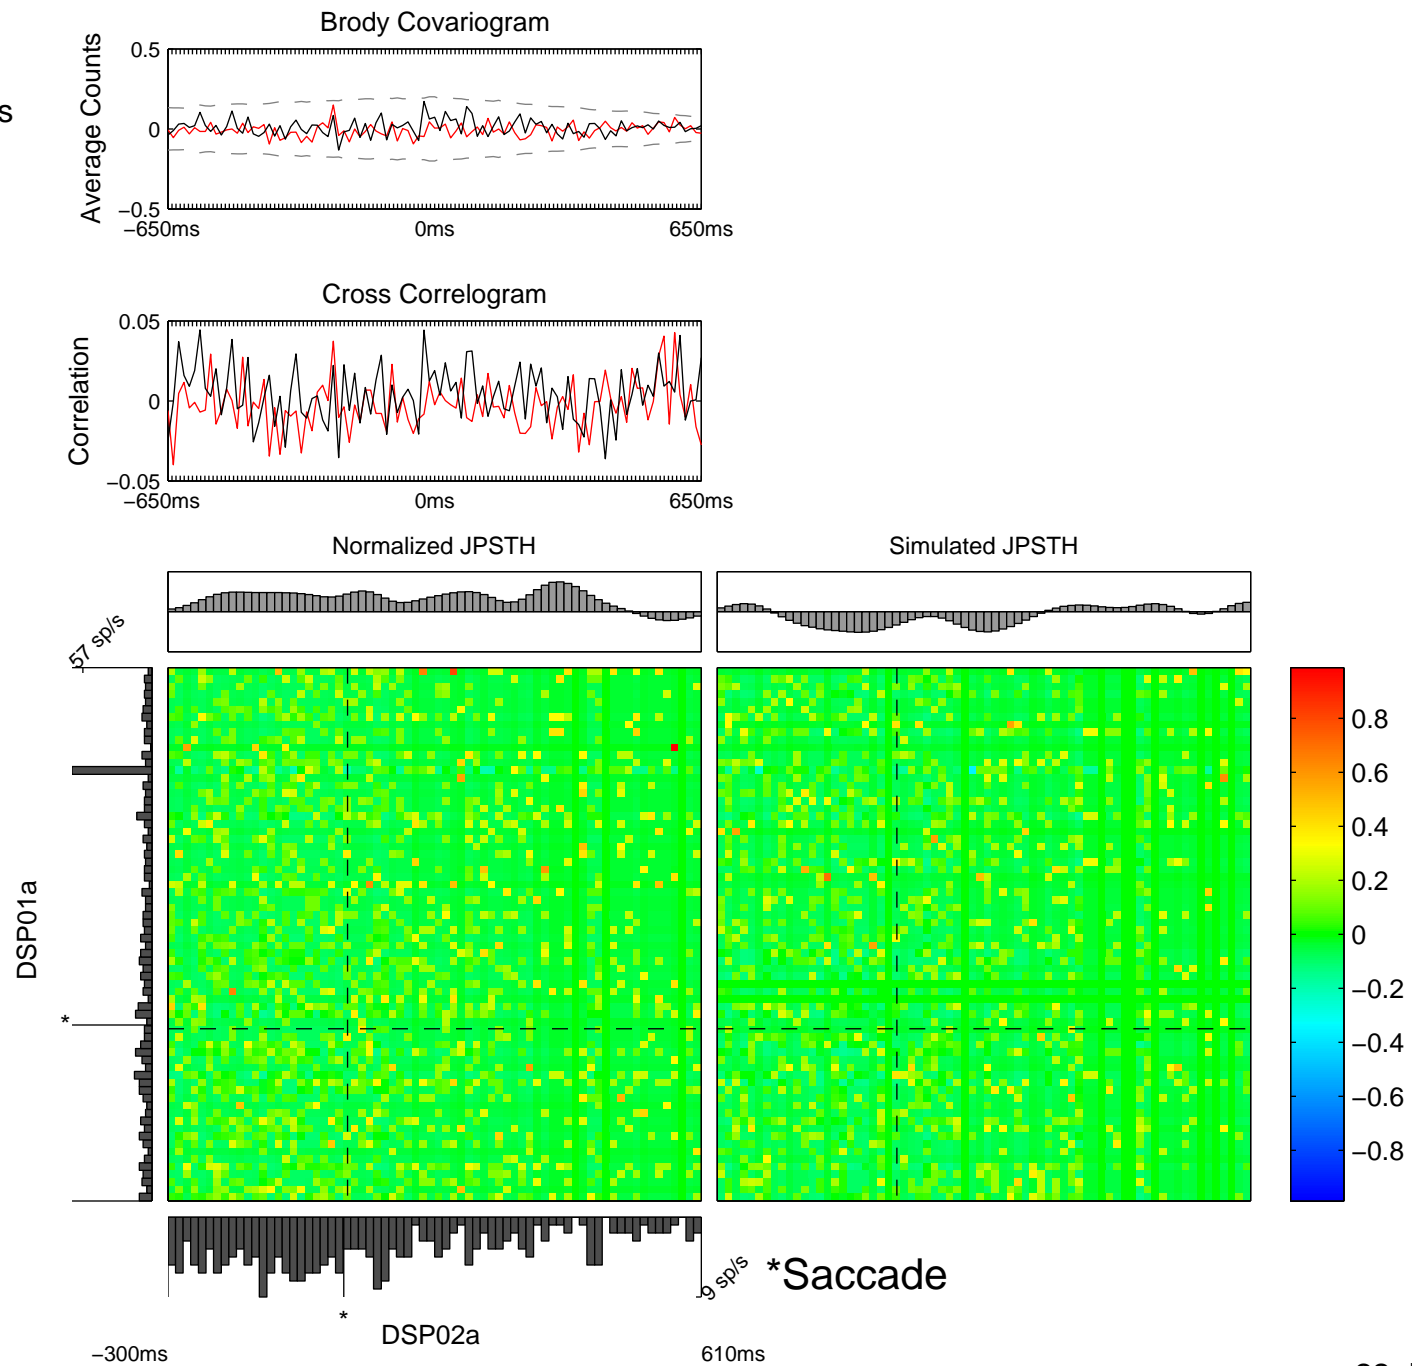 Brody Covariogram
s
Average Counts
0.5
0
−0.5
−650ms
0ms
650ms
Cross Correlogram
Correlation
0.05
0
−0.05
−650ms
0ms
650ms
Normalized JPSTH
Simulated JPSTH
57 sp/s
DSP01a
*
0.8
0.6
0.4
0.2
0
−0.2
−0.4
−0.6
−0.8
9 sp/s
*Saccade
*
DSP02a
−300ms
610ms